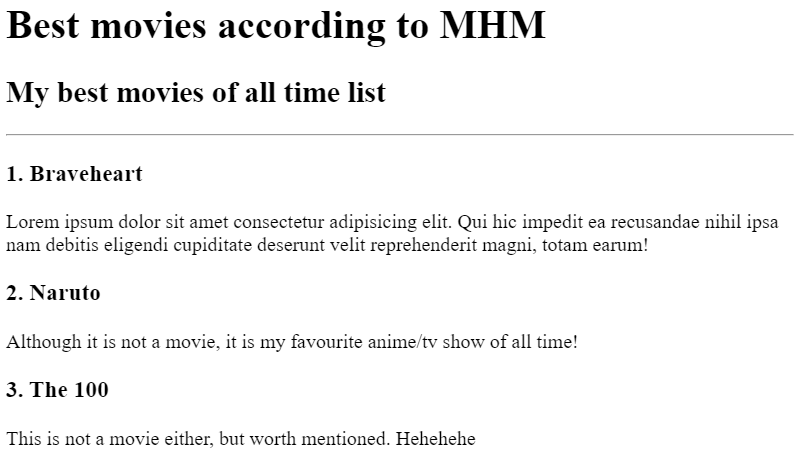 Best movies according to MHM
My best movies of all time list
1. Braveheart
Lorem ipsum dolor sit amet consectetur adipisicing elit. Qui hic impedit ea recusandae nihil ipsa
nam debitis eligendi cupiditate deserunt velit reprehenderit magni, totam earum!
2. Naruto
Although it is not a movie, it is my favourite anime/tv show of all time!
3. The 100
This is not a movie either, but worth mentioned. Hehehehe